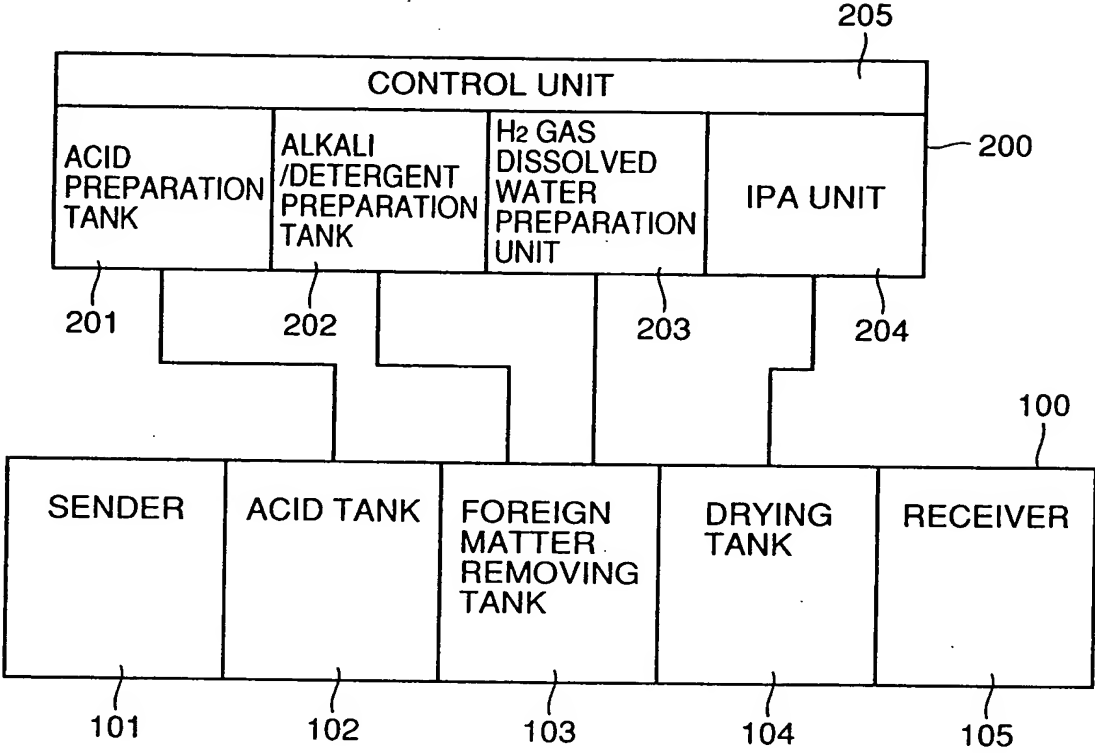 205
CONTROL UNIT
ACID
PREPARATION
TANK
ALKALI
/DETERGENT
PREPARATION
TANK
H2 GAS
DISSOLVED
WATER
PREPARATION
UNIT
IPA UNIT
200
201
202
203
204
100
SENDER
ACID TANK
FOREIGN
MATTER
REMOVING
TANK
DRYING
TANK
RECEIVER
101
102
103
104
105